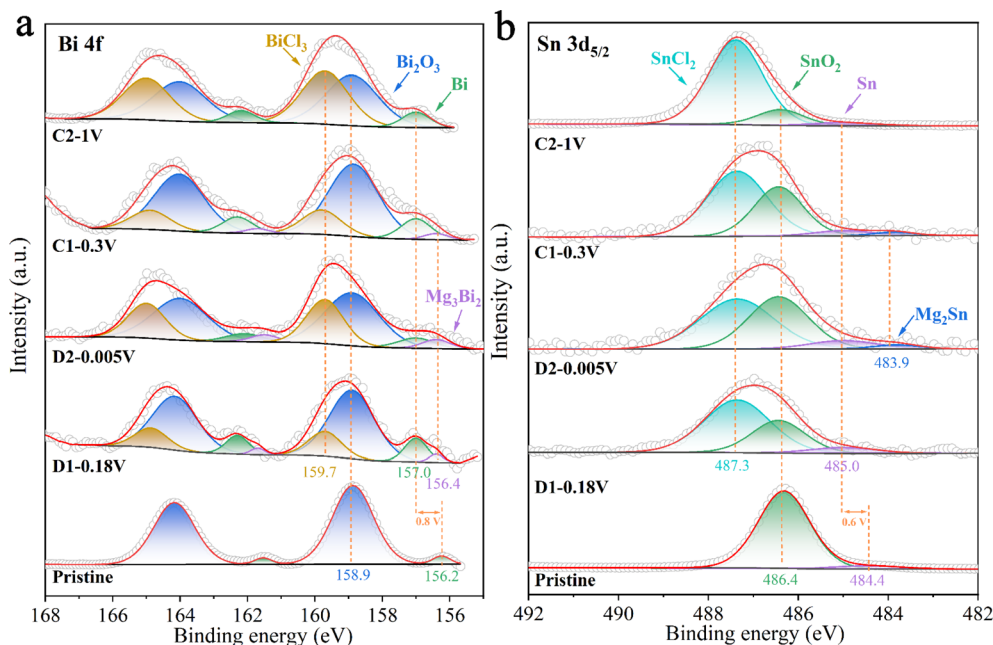 a
Bi 4f
BiCl₃
Bi₂O₃
Bi
C2-1V
C1-0.3V
Mg₃Bi₂
D2-0.005V
D1-0.18V
159.7
157.0
156.4
0.8 V
Pristine
158.9
156.2
168 166 164 162 160 158 156
Binding energy (eV)
Intensity (a.u.)
b
Sn 3d₅/₂
SnCl₂
SnO₂
Sn
C2-1V
C1-0.3V
Mg₂Sn
D2-0.005V
483.9
487.3
485.0
D1-0.18V
0.6 V
Pristine
486.4
484.4
492 490 488 486 484 482
Binding energy (eV)
Intensity (a.u.)